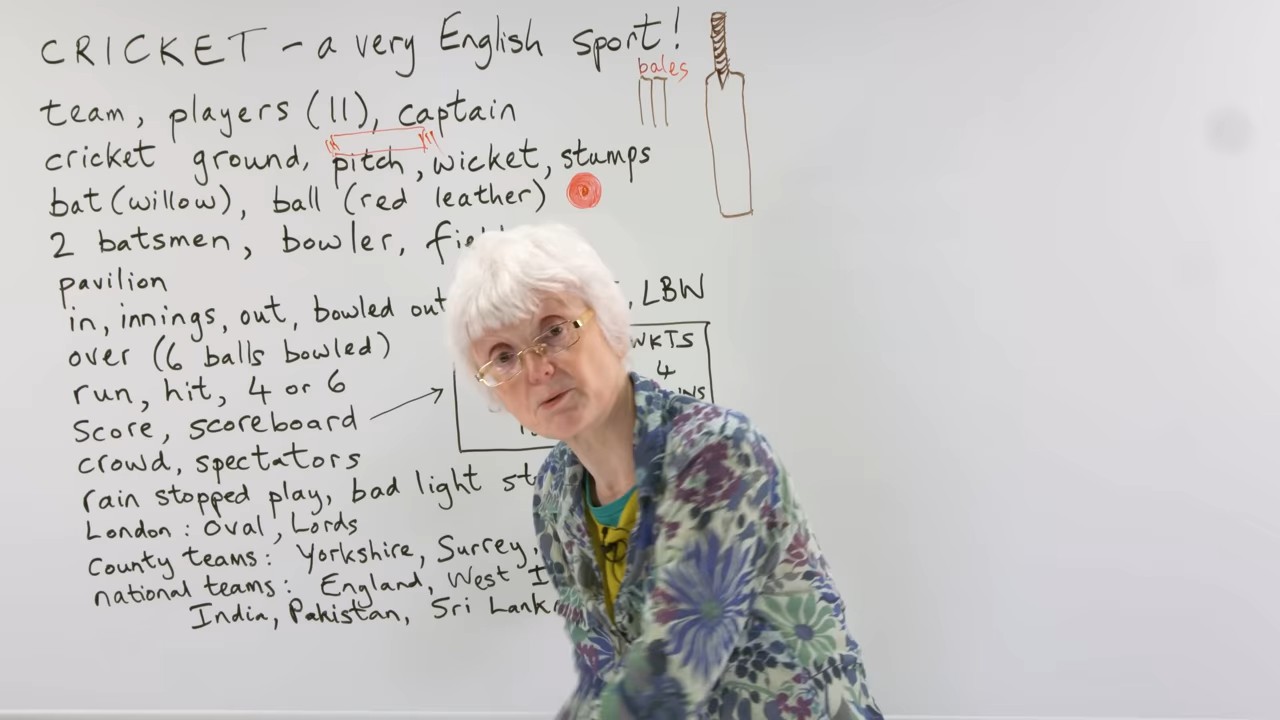 CRICKET - a very English sport!
bales
team, players (11), captain
cricket ground, pitch, wicket, stumps
bat (willow), ball (red leather)
2 batsmen, bowler,
pavilion
in, innings, out, bowled out
, LBW
over (6 balls bowled)
WKTS
run, hit, 4 or 6
4
Score, scoreboard
crowd, spectators
rain stopped play, bad light
London: Oval, Lords
County teams: Yorkshire, Surrey,
national teams: England, West
India, Pakistan, Sri Lank